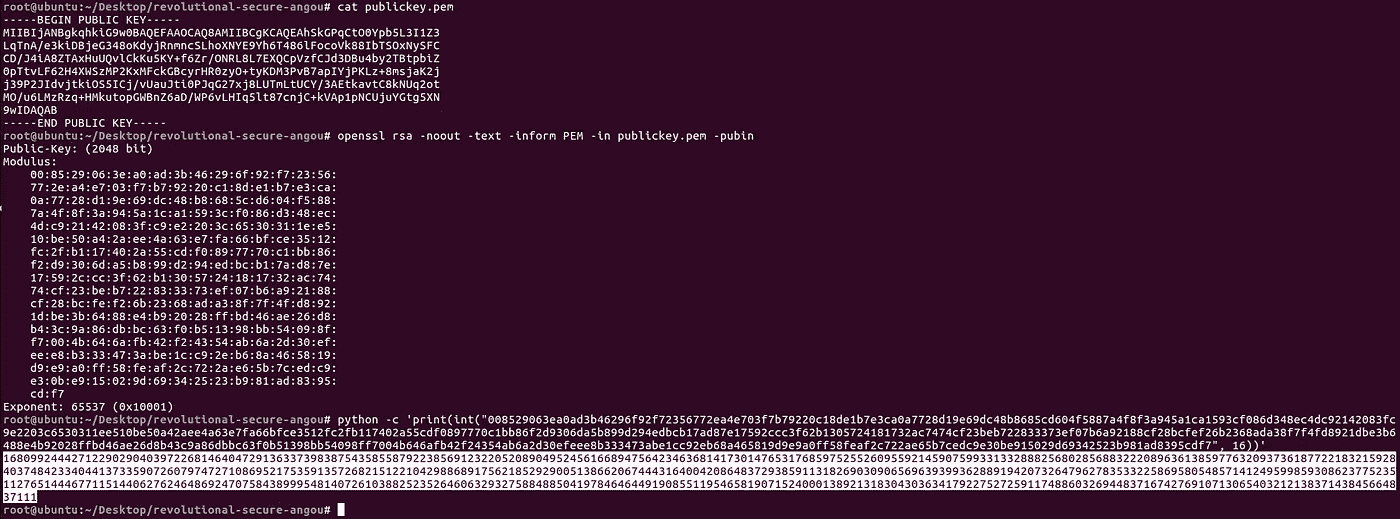 root@ubuntu:~/Desktop/revolutional-secure-angou# cat publickey.pem
-----BEGIN PUBLIC KEY-----
MIIBIjANBgkqhkiG9w0BAQEFAAOCAQ8AMIIBCgKCAQEAhSkGPqCtO0Ypb5L3I1Z3
LqTnA/e3kiDBjeG348oKdyjRnmncSLhoXNYE9Yh6T486lFocoVk88IbTSOxNySFC
CD/J4iA8ZTAxHuUQvlCkKu5KY+f6Zr/ONRL8L7EXQCpVzfCJd3DBu4by2TBtpbiZ
0pTtvLF62H4XWSzMP2KxMFckGBcyrHR0zyO+tyKDM3PvB7apIYjPKLz+8msjaK2j
j39P2JIdvjtkiOS5ICj/vUauJti0PJqG27xj8LUTmLtUCY/3AEtkavtC8kNUq2ot
MO/u6LMzRzq+HMkutopGWBnZ6aD/WP6vLHIq5lt87cnjC+kVAp1pNCUjuYGtg5XN
9wIDAQAB
-----END PUBLIC KEY-----
root@ubuntu:~/Desktop/revolutional-secure-angou# openssl rsa -noout -text -inform PEM -in publickey.pem -pubin
Public-Key: (2048 bit)
Modulus:
00:85:29:06:3e:a0:ad:3b:46:29:6f:92:f7:23:56:
77:2e:a4:e7:03:f7:b7:92:20:c1:8d:e1:b7:e3:ca:
0a:77:28:d1:9e:69:dc:48:b8:68:5c:d6:04:f5:88:
7a:4f:8f:3a:94:5a:1c:a1:59:3c:f0:86:d3:48:ec:
4d:c9:21:42:08:3f:c9:e2:20:3c:65:30:31:1e:e5:
10:be:50:a4:2a:ee:4a:63:e7:fa:66:bf:ce:35:12:
fc:2f:b1:17:40:2a:55:cd:f0:89:77:70:c1:bb:86:
f2:d9:30:6d:a5:b8:99:d2:94:ed:bc:b1:7a:d8:7e:
17:59:2c:cc:3f:62:b1:30:57:24:18:17:32:ac:74:
74:cf:23:be:b7:22:83:33:73:ef:07:b6:a9:21:88:
cf:28:bc:fe:f2:6b:23:68:ad:a3:8f:7f:4f:d8:92:
1d:be:3b:64:88:e4:b9:20:28:ff:bd:46:ae:26:d8:
b4:3c:9a:86:db:bc:63:f0:b5:13:98:bb:54:09:8f:
f7:00:4b:64:6a:fb:42:f2:43:54:ab:6a:2d:30:ef:
ee:e8:b3:33:47:3a:be:1c:c9:2e:b6:8a:46:58:19:
d9:e9:a0:ff:58:fe:af:2c:72:2a:e6:5b:7c:ed:c9:
e3:0b:e9:15:02:9d:69:34:25:23:b9:81:ad:83:95:
cd:f7
Exponent: 65537 (0x10001)
root@ubuntu:~/Desktop/revolutional-secure-angou# python -c 'print(int("008529063ea0ad3b46296f92f72356772ea4e703f7b79220c18de1b7e3ca0a7728d19e69dc48b8685cd604f5887a4f8f3a945a1ca1593cf086d348ec4dc92142083fc
9e2203c6530311ee510be50a42aee4a63e7fa66bfce3512fc2fb117402a55cdf0897770c1bb86f2d9306da5b899d294edbcb17ad87e17592ccc3f62b1305724181732ac7474cf23beb722833373ef07b6a92188cf28bcfef26b2368ada38f7f4fd8921dbe3b6
488e4b92028ffbd46ae26d8b43c9a86dbbc63f0b51398bb54098ff7004b646afb42f24354ab6a2d30efeee8b333473abe1cc92eb68a465819d9e9a0ff58feaf2c722ae65b7cedc9e30be915029d69342523b981ad8395cdf7", 16))'
root@ubuntu:~/Desktop/revolutional-secure-angou#